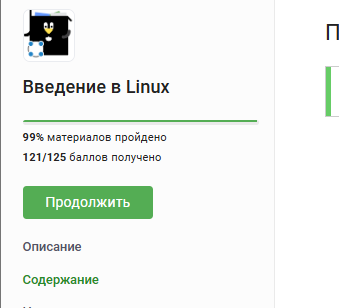 Введение в Linux
99% материалов пройдено
121/125 баллов получено
Продолжить
Описание
Содержание